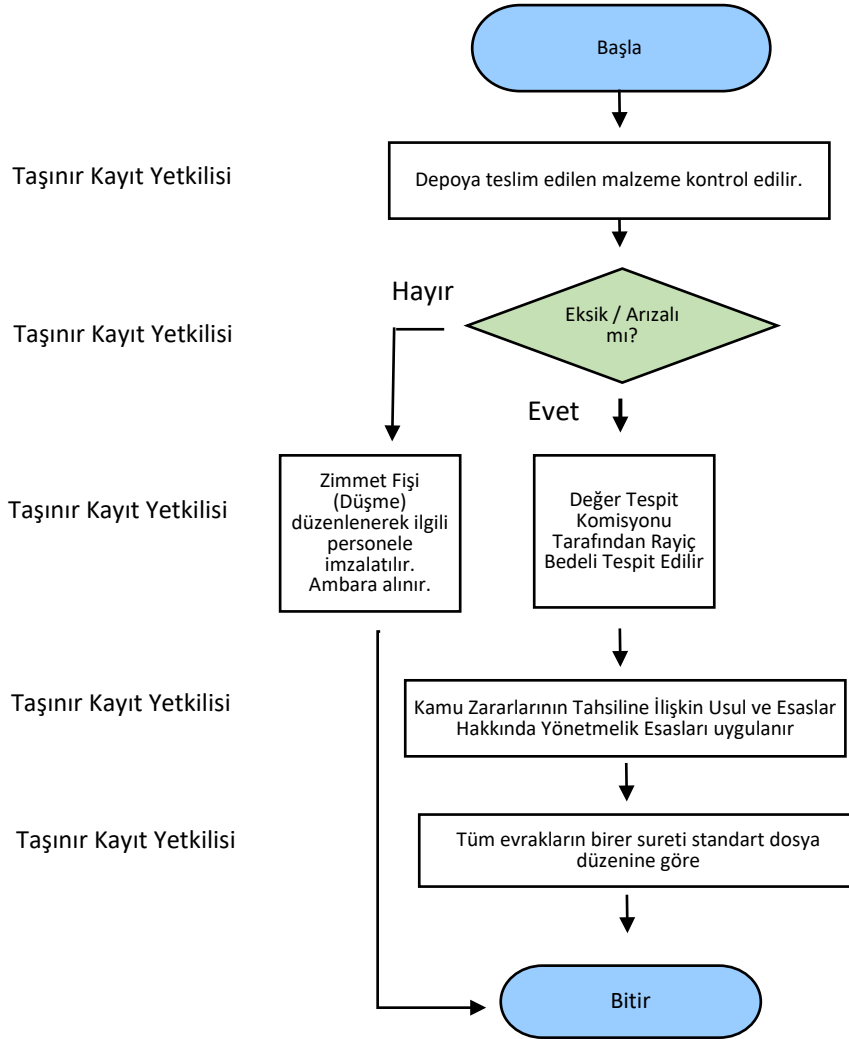 Başla
Taşınır Kayıt Yetkilisi
Depoya teslim edilen malzeme kontrol edilir.
Hayır
Taşınır Kayıt Yetkilisi
Eksik / Arızalı
mı?
Evet
Taşınır Kayıt Yetkilisi
Zimmet Fişi
(Düşme)
düzenlenerek ilgili
personele
imzalatılır.
Ambara alınır.
Değer Tespit
Komisyonu
Tarafından Rayiç
Bedeli Tespit Edilir
Taşınır Kayıt Yetkilisi
Kamu Zararlarının Tahsiline İlişkin Usul ve Esaslar
Hakkında Yönetmelik Esasları uygulanır
Taşınır Kayıt Yetkilisi
Tüm evrakların birer sureti standart dosya
düzenine göre
Bitir